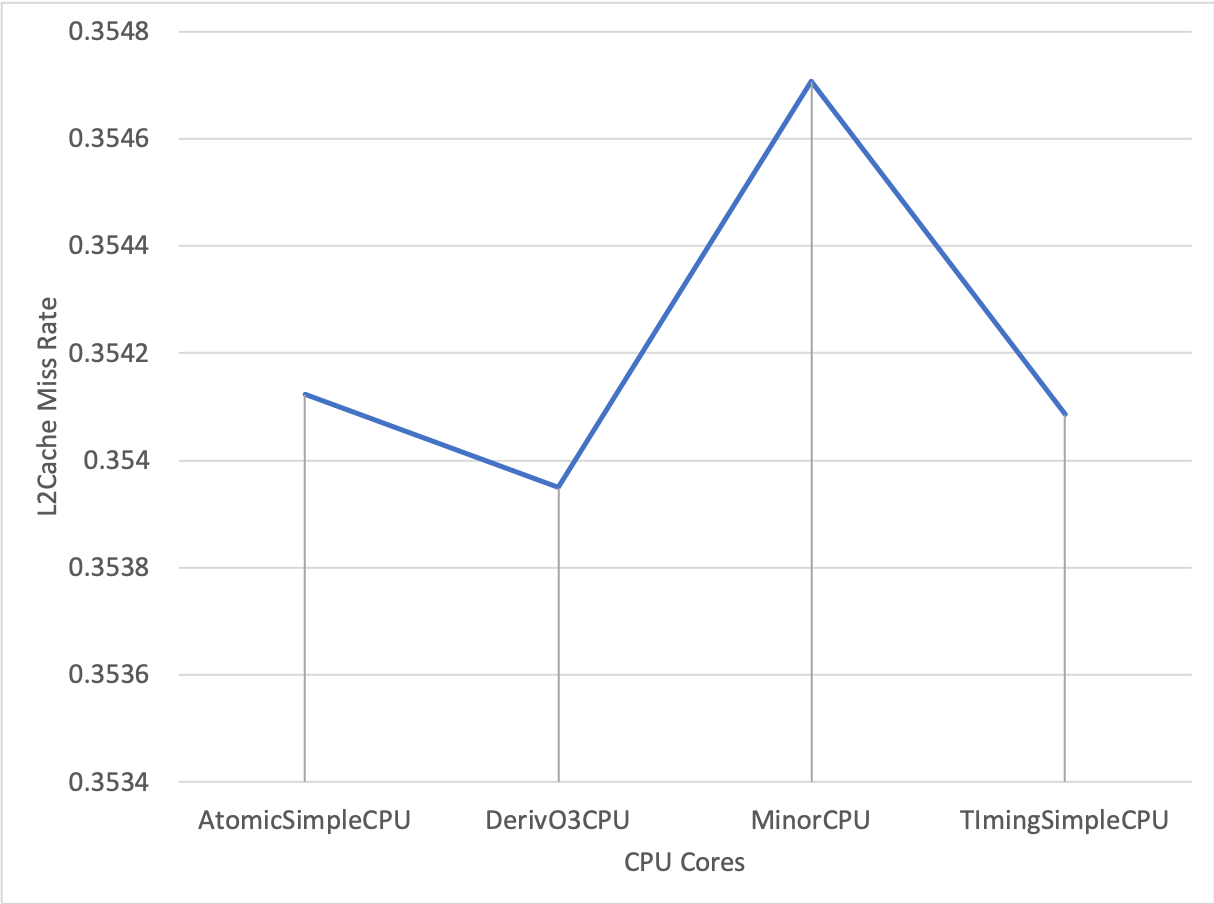 0.3548
0.3546
0.3544
0.3542
0.354
0.3538
0.3536
0.3534
L2Cache Miss Rate
AtomicSimpleCPU DerivO3CPU MinorCPU TImingSimpleCPU
CPU Cores